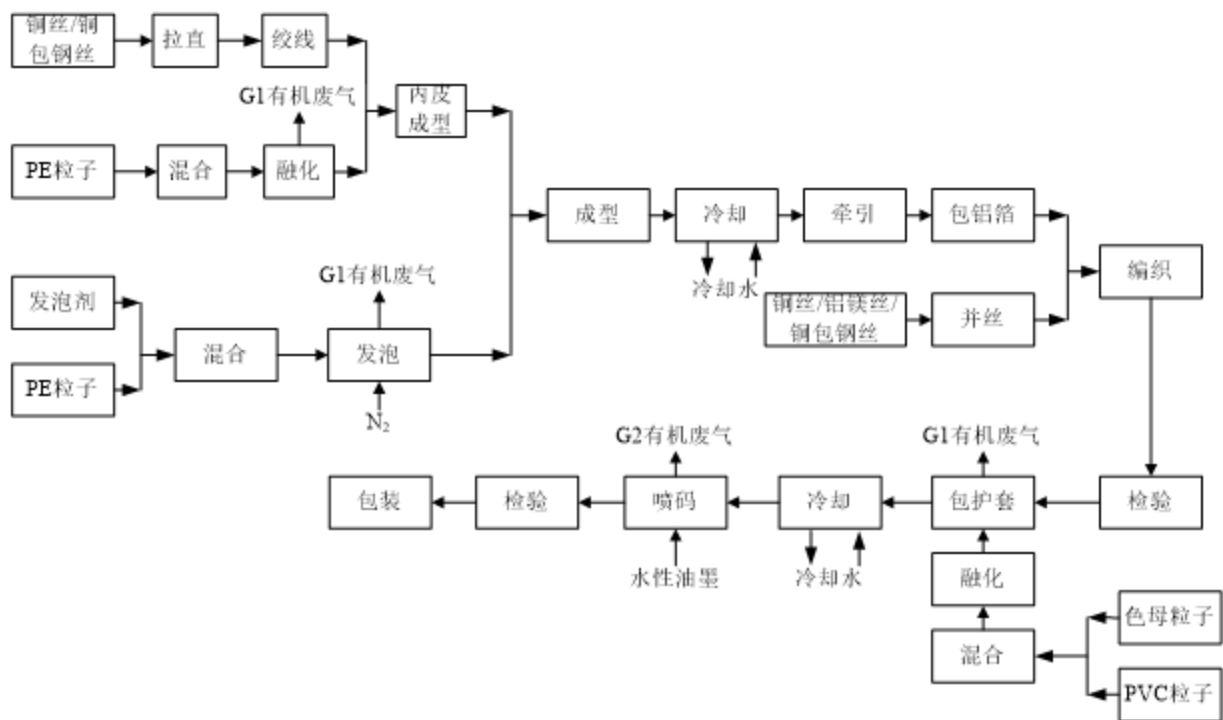 铜丝/铜
包钢丝
拉直
绞线
G1有机废气
内皮
成型
PE粒子
混合
融化
成型
冷却
牵引
包铝箔
冷却水
编织
铜丝/铝镁丝/
铜包钢丝
并丝
G1有机废气
发泡剂
混合
发泡
PE粒子
N₂
G2有机废气
G1有机废气
包装
检验
喷码
冷却
包护套
检验
水性油墨
冷却水
融化
色母粒子
混合
PVC粒子